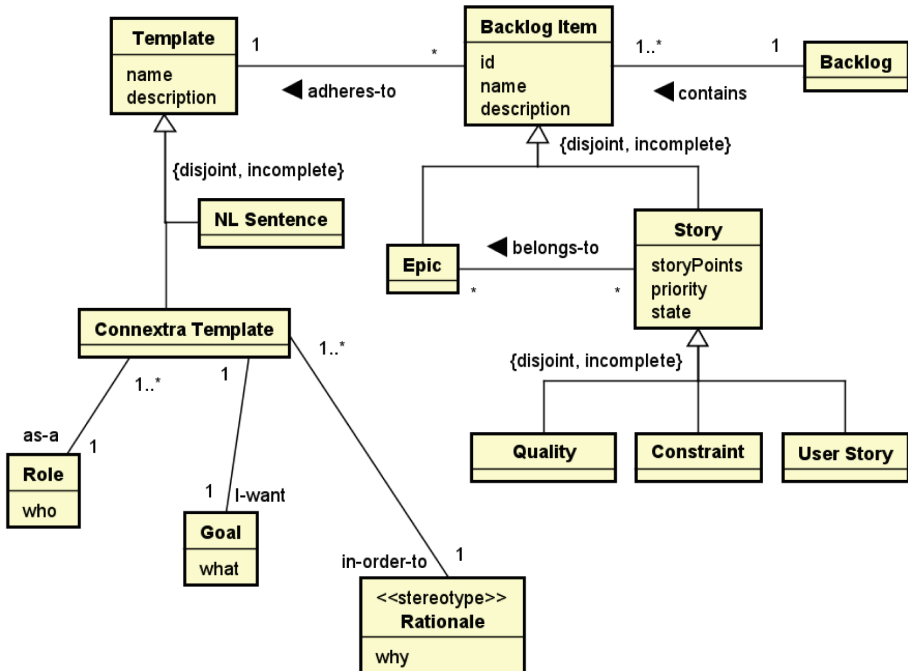 Template
name
description
1
*
◀ adheres-to
Backlog Item
id
name
description
1..*
1
◀ contains
Backlog
{disjoint, incomplete}
NL Sentence
{disjoint, incomplete}
Epic
◀ belongs-to
*
*
Story
storyPoints
priority
state
Connextra Template
{disjoint, incomplete}
Quality
Constraint
User Story
1..*
1
1..*
as-a
1
Role
who
1
I-want
Goal
what
in-order-to
1
<<stereotype>>
Rationale
why